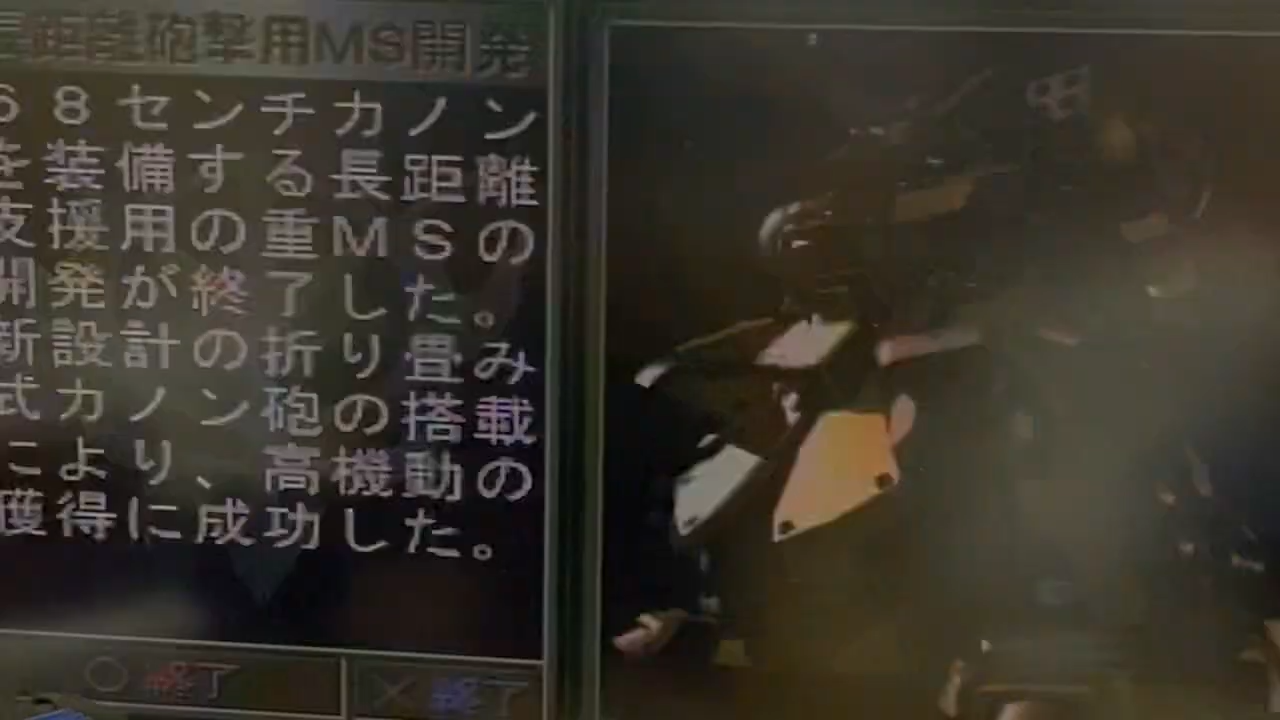 長距離砲撃用MS開発
68センチカノン
を装備する長距離
支援用の重MSの
開発が終了した。
新設計の折り畳み
式カノン砲の搭載
により、高機動の
獲得に成功した。
○ 終了
× 終了